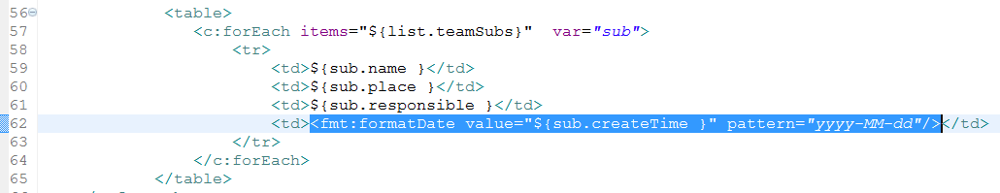 56 <table>
57 <c:forEach items="${list.teamSubs}" var="sub">
58 <tr>
59 <td>${sub.name }</td>
60 <td>${sub.place }</td>
61 <td>${sub.responsible }</td>
62 <td><fmt:formatDate value="${sub.createTime }" pattern="yyyy-MM-dd"/></td>
63 </tr>
64 </c:forEach>
65 </table>